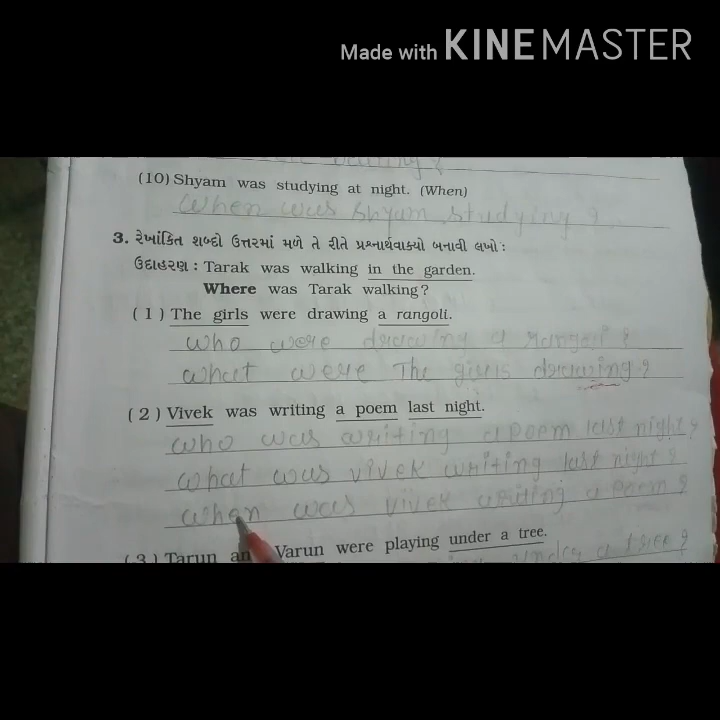 Made with KINEMASTER
(10) Shyam was studying at night. (When)
when was shyam studying ?
3. રેખાંકિત શબ્દો ઉત્તરમાં મળે તે રીતે પ્રશ્નાર્થવાક્યો બનાવી લખો :
ઉદાહરણ : Tarak was walking in the garden.
Where was Tarak walking?
(1) The girls were drawing a rangoli.
who were drawing a rangoli ?
what were The girls drawing ?
(2) Vivek was writing a poem last night.
who was writing a poem last night ?
what was vivek writing last night ?
when was vivek writing a poem ?
(3) Tarun an Varun were playing under a tree.
under a tree ?